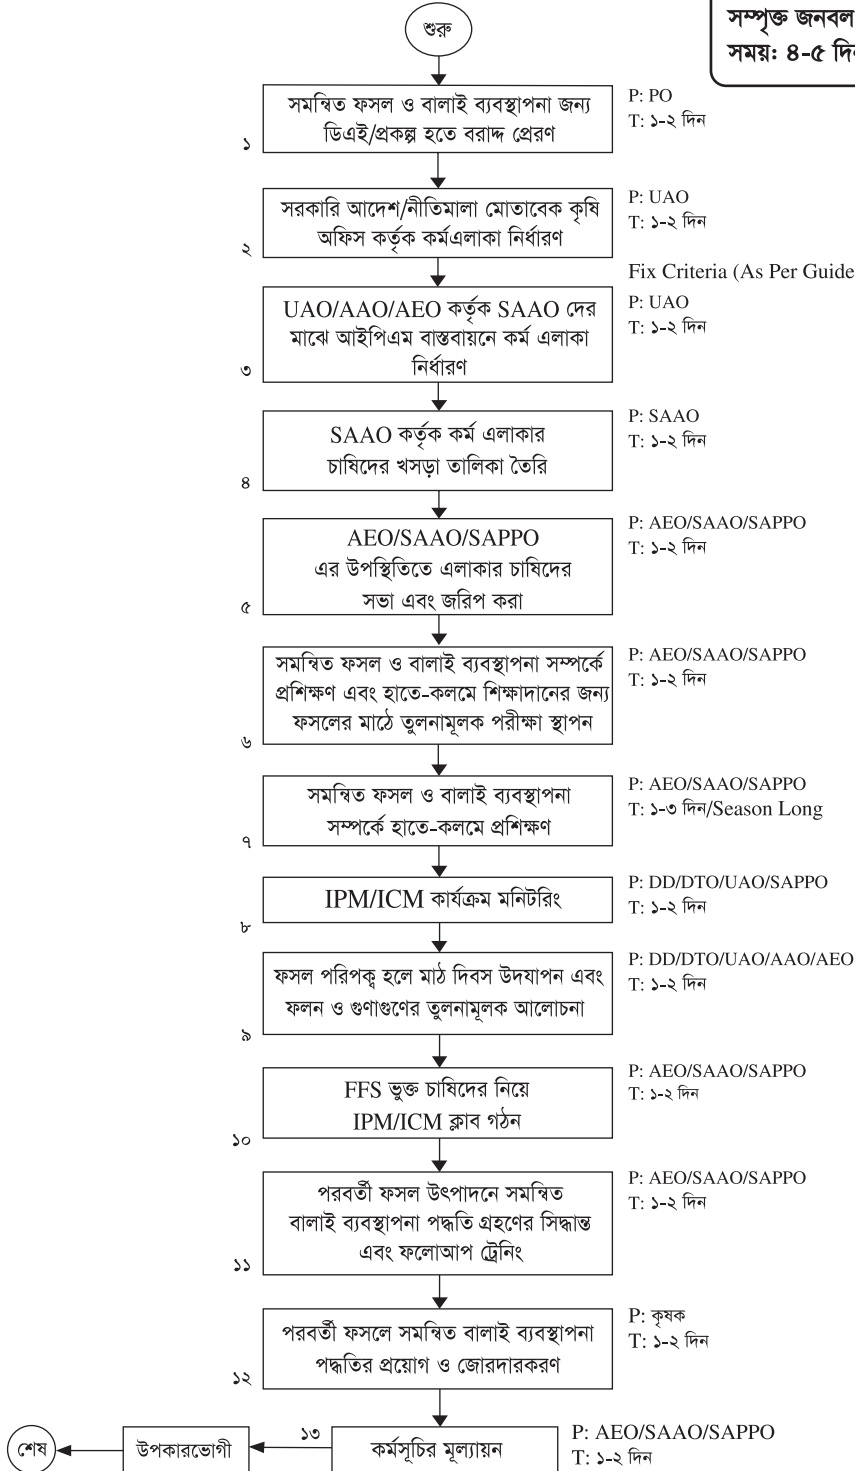 সম্পৃক্ত জনবল
সময়: ৪-৫
শুরু
সমন্বিত ফসল ও বালাই ব্যবস্থাপনা জন্য
ডিএই/প্রকল্প হতে বরাদ্দ প্রেরণ
১
P: PO
T: ১-২ দিন
সরকারি আদেশ/নীতিমালা মোতাবেক কৃষি
অফিস কর্তৃক কর্মএলাকা নির্ধারণ
২
P: UAO
T: ১-২ দিন
Fix Criteria (As Per Guide
UAO/AAO/AEO কর্তৃক SAAO দের
মাঝে আইপিএম বাস্তবায়নে কর্ম এলাকা
নির্ধারণ
৩
P: UAO
T: ১-২ দিন
SAAO কর্তৃক কর্ম এলাকার
চাষিদের খসড়া তালিকা তৈরি
৪
P: SAAO
T: ১-২ দিন
AEO/SAAO/SAPPO
এর উপস্থিতিতে এলাকার চাষিদের
সভা এবং জরিপ করা
৫
P: AEO/SAAO/SAPPO
T: ১-২ দিন
সমন্বিত ফসল ও বালাই ব্যবস্থাপনা সম্পর্কে
প্রশিক্ষণ এবং হাতে-কলমে শিক্ষাদানের জন্য
ফসলের মাঠে তুলনামূলক পরীক্ষা স্থাপন
৬
P: AEO/SAAO/SAPPO
T: ১-২ দিন
সমন্বিত ফসল ও বালাই ব্যবস্থাপনা
সম্পর্কে হাতে-কলমে প্রশিক্ষণ
৭
P: AEO/SAAO/SAPPO
T: ১-৩ দিন/Season Long
IPM/ICM কার্যক্রম মনিটরিং
৮
P: DD/DTO/UAO/SAPPO
T: ১-২ দিন
ফসল পরিপক্ব হলে মাঠ দিবস উদযাপন এবং
ফলন ও গুণাগুণের তুলনামূলক আলোচনা
৯
P: DD/DTO/UAO/AAO/AEO
T: ১-২ দিন
FFS ভুক্ত চাষিদের নিয়ে
IPM/ICM ক্লাব গঠন
১০
P: AEO/SAAO/SAPPO
T: ১-২ দিন
পরবর্তী ফসল উৎপাদনে সমন্বিত
বালাই ব্যবস্থাপনা পদ্ধতি গ্রহণের সিদ্ধান্ত
এবং ফলোআপ ট্রেনিং
১১
P: AEO/SAAO/SAPPO
T: ১-২ দিন
পরবর্তী ফসলে সমন্বিত বালাই ব্যবস্থাপনা
পদ্ধতির প্রয়োগ ও জোরদারকরণ
১২
P: কৃষক
T: ১-২ দিন
শেষ
উপকারভোগী
১৩
কর্মসূচির মূল্যায়ন
P: AEO/SAAO/SAPPO
T: ১-২ দিন